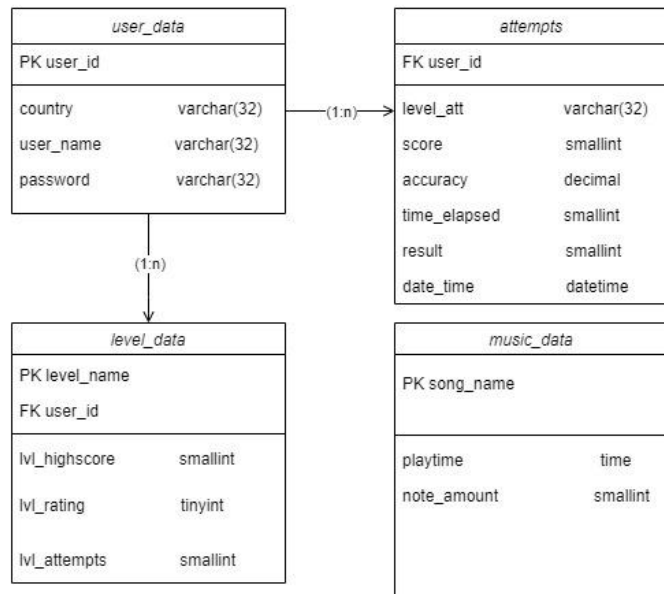 user_data
PK user_id
country varchar(32)
user_name varchar(32)
password varchar(32)
(1:n)
attempts
FK user_id
level_att varchar(32)
score smallint
accuracy decimal
time_elapsed smallint
result smallint
date_time datetime
(1:n)
level_data
PK level_name
FK user_id
lvl_highscore smallint
lvl_rating tinyint
lvl_attempts smallint
music_data
PK song_name
playtime time
note_amount smallint